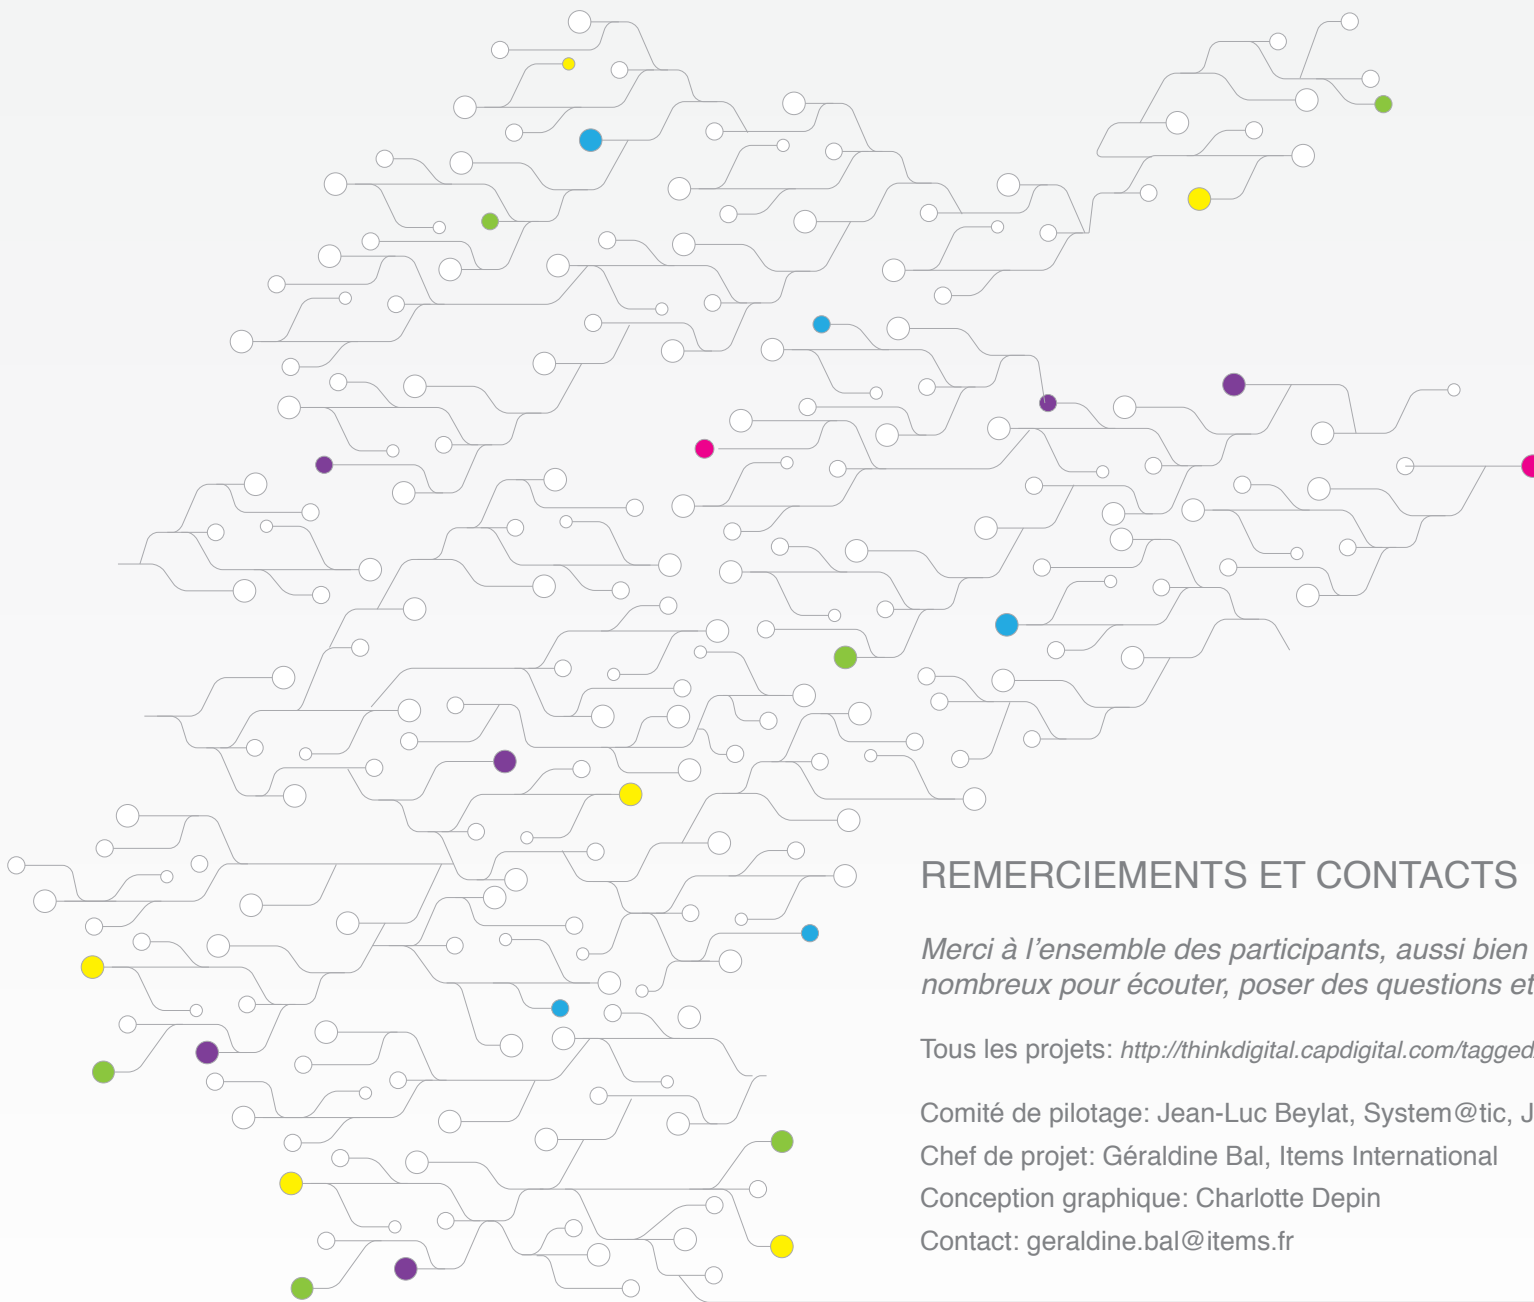 REMERCIEMENTS ET CONTACTS
Merci à l’ensemble des participants, aussi bien
nombreux pour écouter, poser des questions et
Tous les projets: http://thinkdigital.capdigital.com/tagged
Comité de pilotage: Jean-Luc Beylat, System@tic, J
Chef de projet: Géraldine Bal, Items International
Conception graphique: Charlotte Depin
Contact: geraldine.bal@items.fr